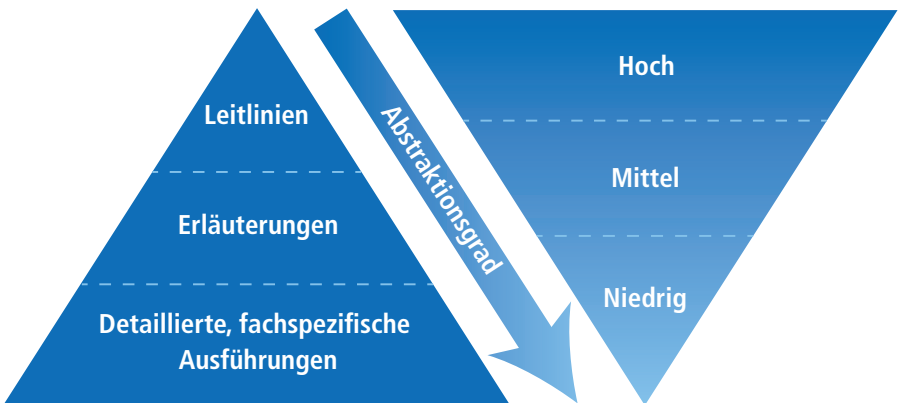 Leitlinien
Erläuterungen
Detaillierte, fachspezifische
Ausführungen
Abstraktionsgrad
Hoch
Mittel
Niedrig